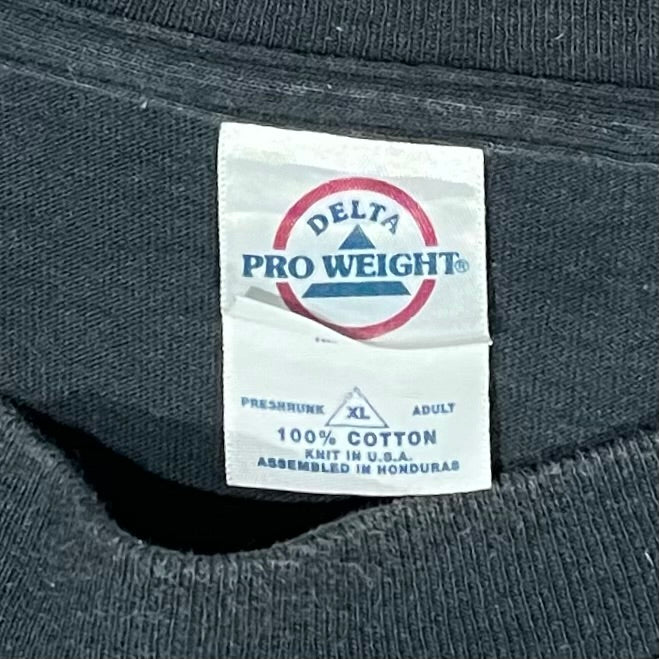 DELTA
PRO WEIGHT®
PRESHRUNK XL ADULT
100% COTTON
KNIT IN U.S.A.
ASSEMBLED IN HONDURAS